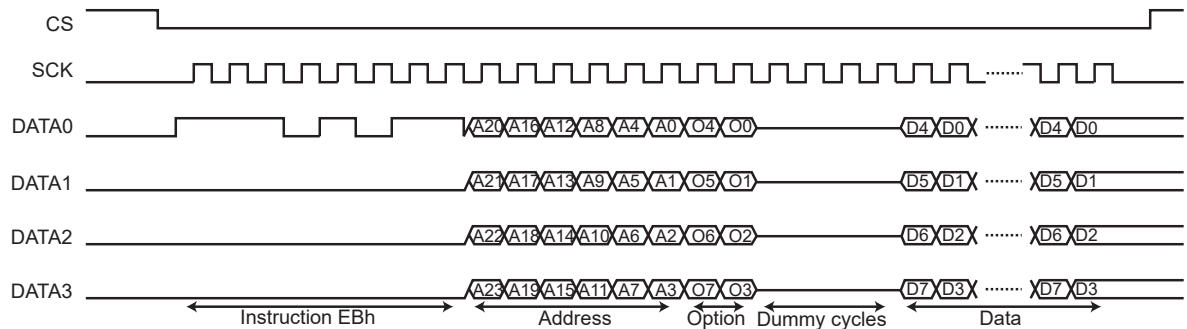 CS
SCK
DATA0 A20 A16 A12 A8 A4 A0 O4 O0 D4 D0 D4 D0
DATA1 A21 A17 A13 A9 A5 A1 O5 O1 D5 D1 D5 D1
DATA2 A22 A18 A14 A10 A6 A2 O6 O2 D6 D2 D6 D2
DATA3 A23 A19 A15 A11 A7 A3 O7 O3 D7 D3 D7 D3
Instruction EBh Address Option Dummy cycles Data